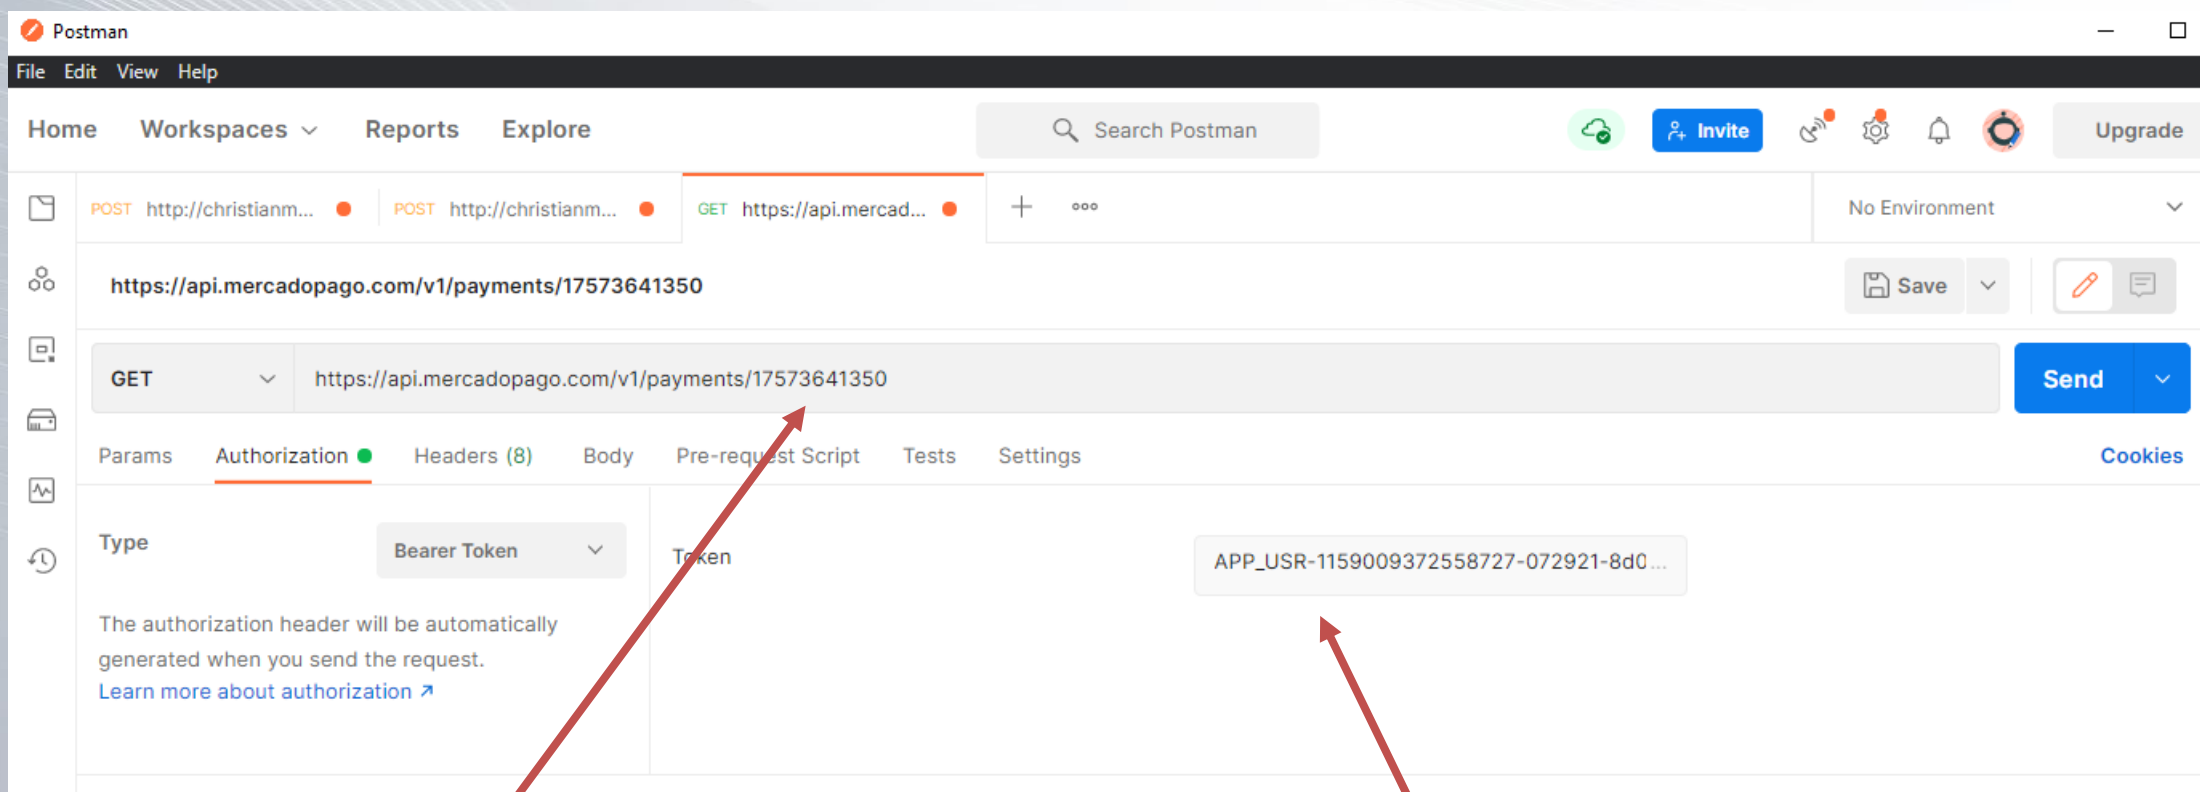 Postman
File Edit View Help
Home Workspaces Reports Explore Search Postman Invite Upgrade
POST http://christianm... POST http://christianm... GET https://api.mercad... No Environment
https://api.mercadopago.com/v1/payments/17573641350 Save
GET https://api.mercadopago.com/v1/payments/17573641350 Send
Params Authorization Headers (8) Body Pre-request Script Tests Settings Cookies
Type Bearer Token Token APP_USR-1159009372558727-072921-8d0...
The authorization header will be automatically
generated when you send the request.
Learn more about authorization ↗